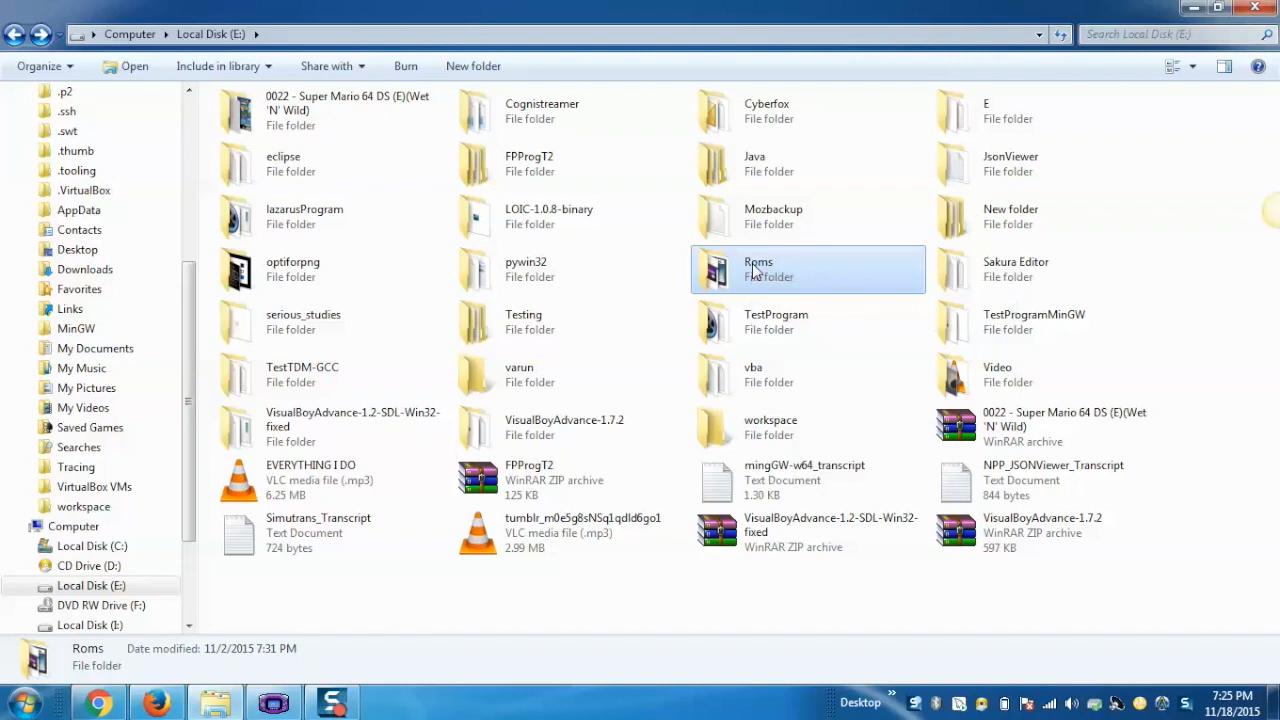 Computer
Local Disk (E:)
Search Local Disk (E:)
Organize
Open
Include in library
Share with
Burn
New folder
.p2
.ssh
.swt
.thumb
.tooling
.VirtualBox
AppData
Contacts
Desktop
Downloads
Favorites
Links
MinGW
My Documents
My Music
My Pictures
My Videos
Saved Games
Searches
Tracing
VirtualBox VMs
workspace
Computer
Local Disk (C:)
CD Drive (D:)
Local Disk (E:)
DVD RW Drive (F:)
Local Disk (I:)
0022 - Super Mario 64 DS (E)(Wet
'N' Wild)
File folder
Cognistreamer
File folder
Cyberfox
File folder
E
File folder
eclipse
File folder
FPProgT2
File folder
Java
File folder
JsonViewer
File folder
lazarusProgram
File folder
LOIC-1.0.8-binary
File folder
Mozbackup
File folder
New folder
File folder
optiforpng
File folder
pywin32
File folder
Roms
File folder
Sakura Editor
File folder
serious_studies
File folder
Testing
File folder
TestProgram
File folder
TestProgramMinGW
File folder
TestTDM-GCC
File folder
varun
File folder
vba
File folder
Video
File folder
VisualBoyAdvance-1.2-SDL-Win32-
fixed
File folder
VisualBoyAdvance-1.7.2
File folder
workspace
File folder
0022 - Super Mario 64 DS (E)(Wet
'N' Wild)
WinRAR archive
EVERYTHING I DO
VLC media file (.mp3)
6.25 MB
FPProgT2
WinRAR ZIP archive
125 KB
mingGW-w64_transcript
Text Document
1.30 KB
NPP_JSONViewer_Transcript
Text Document
844 bytes
Simutrans_Transcript
Text Document
724 bytes
tumblr_m0e5g8sNSq1qdld6go1
VLC media file (.mp3)
2.99 MB
VisualBoyAdvance-1.2-SDL-Win32-
fixed
WinRAR ZIP archive
VisualBoyAdvance-1.7.2
WinRAR ZIP archive
597 KB
Roms
Date modified: 11/2/2015 7:31 PM
File folder
Desktop
7:25 PM
11/18/2015